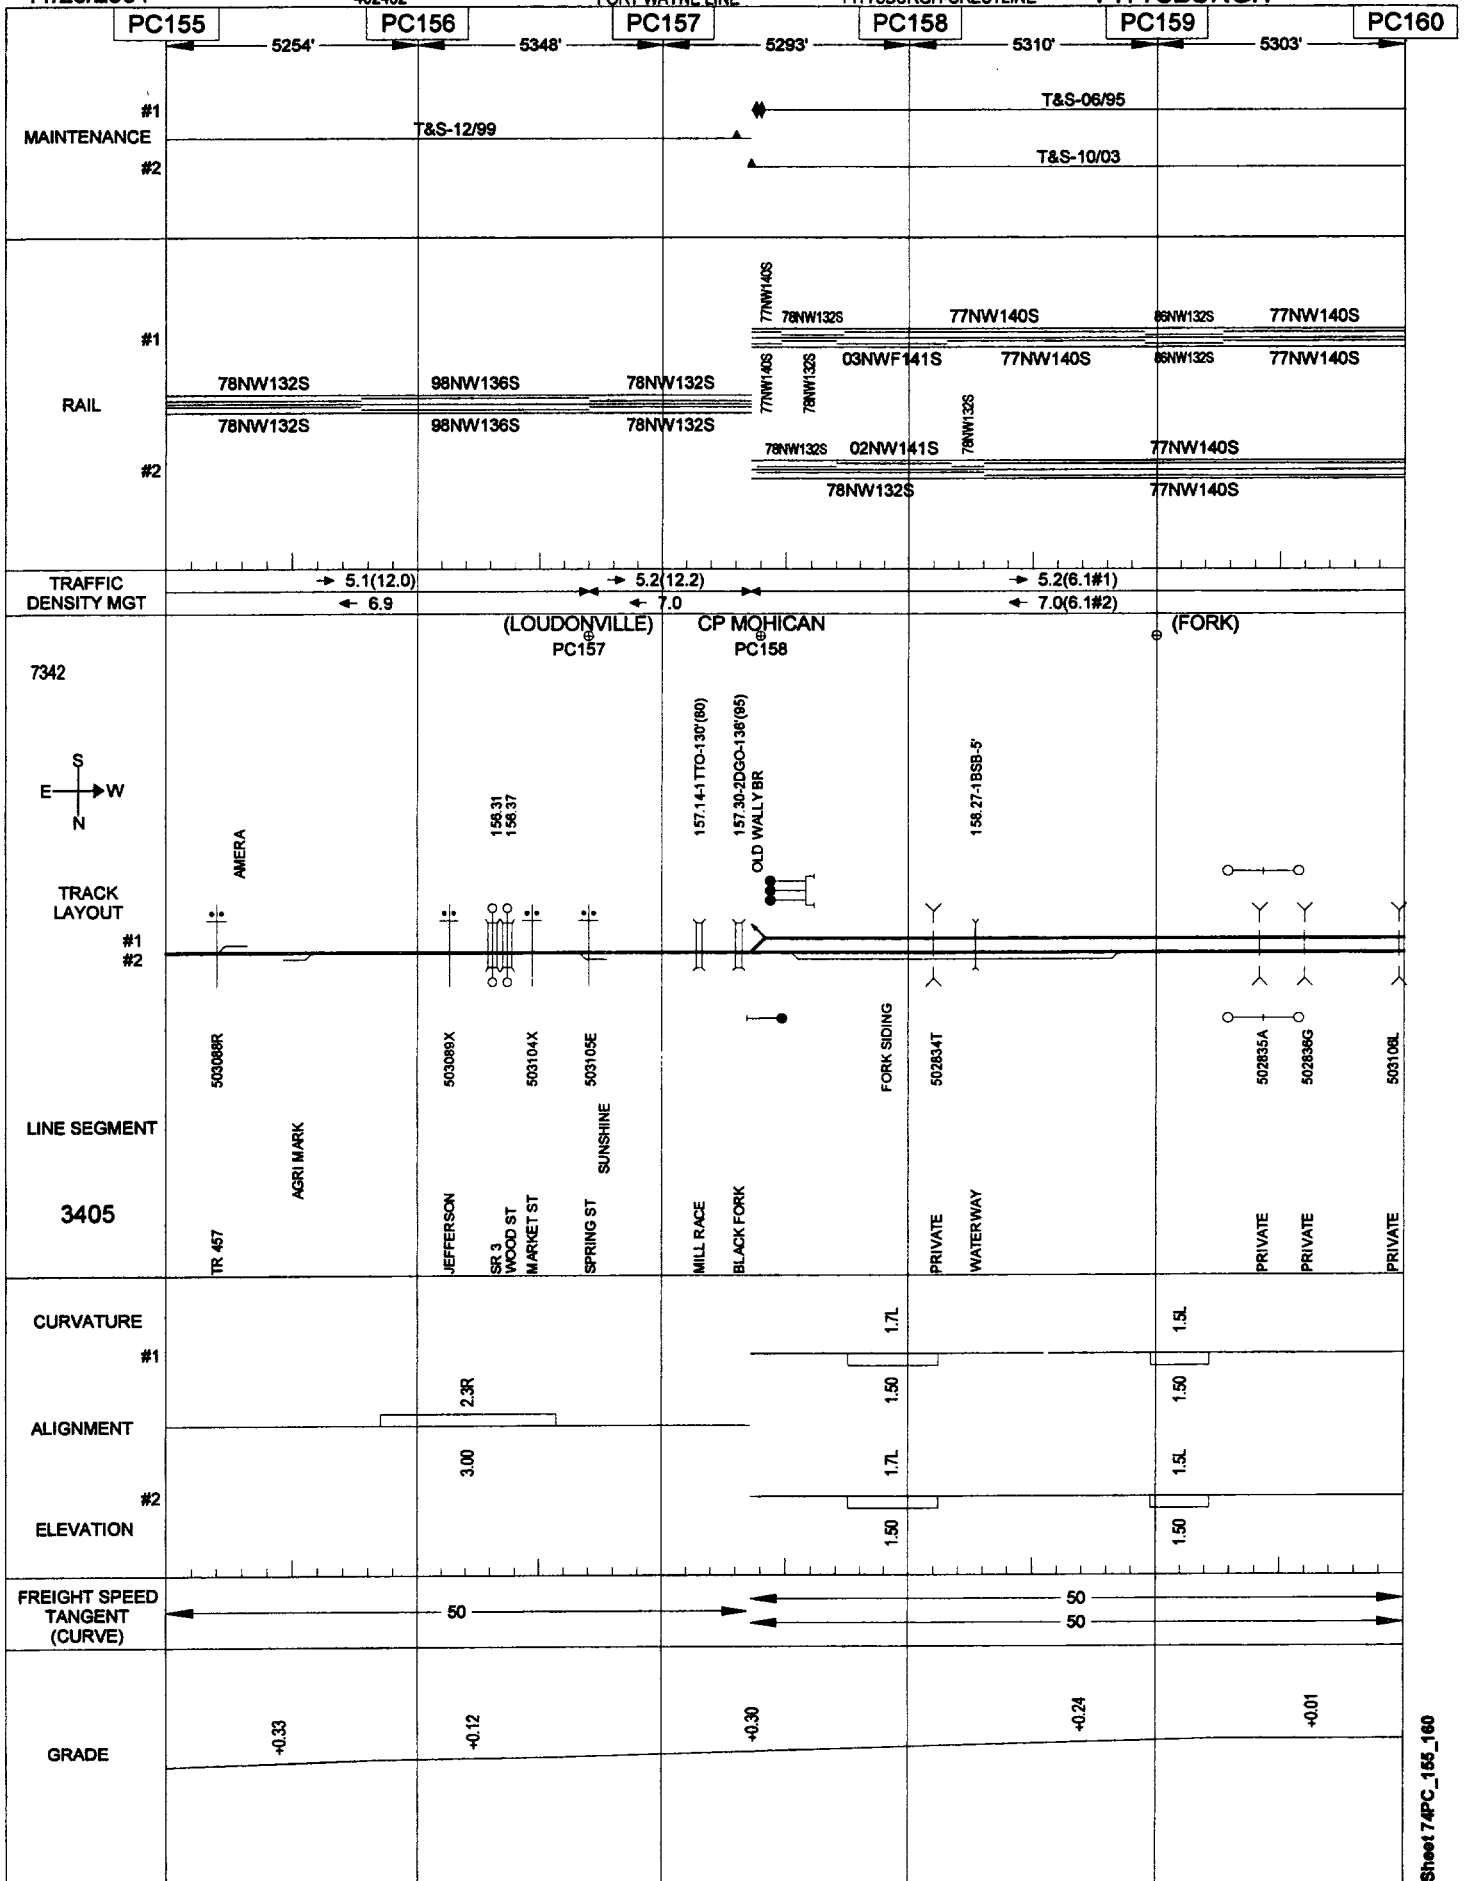 PC155 PC156 PC157 PC158 PC159 PC160
5254' 5348' 5293' 5310' 5303'
#1 T&S-06/95
MAINTENANCE T&S-12/99
#2 T&S-10/03
77NW140S
78NW132S 77NW140S 86NW132S 77NW140S
#1
03NWF141S 77NW140S 86NW132S 77NW140S
77NW140S 78NW132S
78NW132S 98NW136S 78NW132S
RAIL
78NW132S 98NW136S 78NW132S
78NW132S
78NW132S 02NW141S 77NW140S
#2
78NW132S 77NW140S
TRAFFIC DENSITY MGT
5.1(12.0) 5.2(12.2) 5.2(6.1#1)
6.9 7.0 7.0(6.1#2)
(LOUDONVILLE) CP MOHICAN (FORK)
PC157 PC158
7342
S
E W
N
AMERA
156.31
156.37
157.14-1TTO-130'(60)
157.30-2DGO-136'(95)
OLD WALLY BR
158.27-1BSB-5'
TRACK
LAYOUT
#1
#2
503088R
503089X
503104X
503105E
FORK SIDING
502834T
502835A
502836G
503106L
LINE SEGMENT
AGRI MARK
SUNSHINE
3405
TR 457
JEFFERSON
SR 3
WOOD ST
MARKET ST
SPRING ST
MILL RACE
BLACK FORK
PRIVATE
WATERWAY
PRIVATE
PRIVATE
PRIVATE
CURVATURE 1.7L 1.5L
#1
1.50 1.50
2.3R
ALIGNMENT
3.00 1.7L 1.5L
#2
ELEVATION 1.50 1.50
FREIGHT SPEED
TANGENT
(CURVE)
50 50
50
GRADE
+0.33 +0.12 +0.30 +0.24 +0.01
Sheet 74PC_155_160